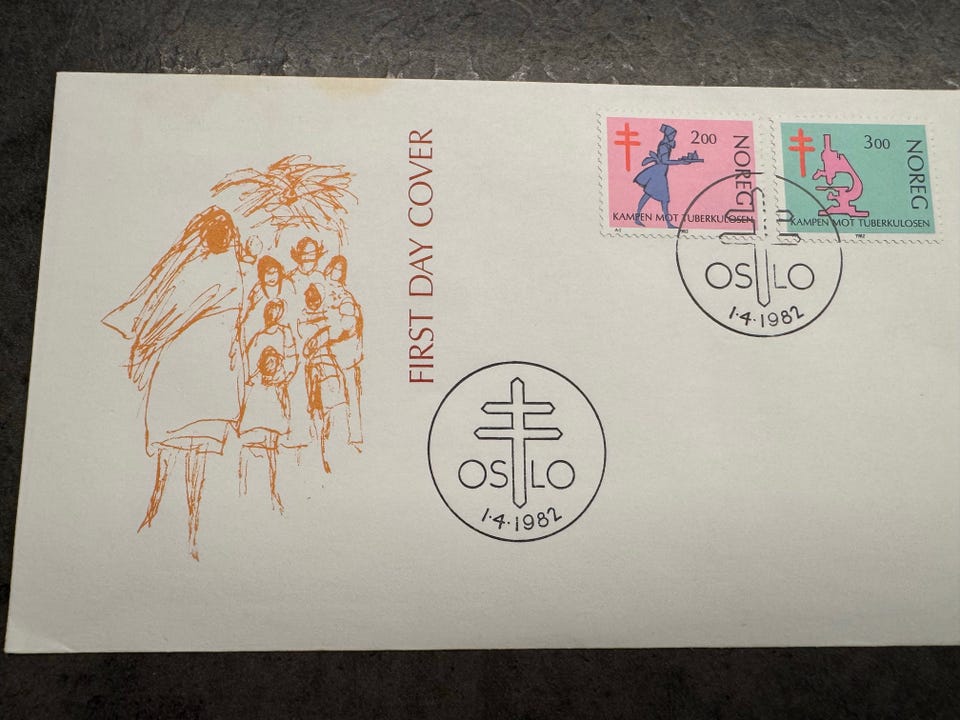 FIRST DAY COVER
2.00
NOREG
KAMPEN MOT TUBERKULOSEN
1982
3.00
NOREG
KAMPEN MOT TUBERKULOSEN
1982
OSLO
1.4.1982
OSLO
1.4.1982